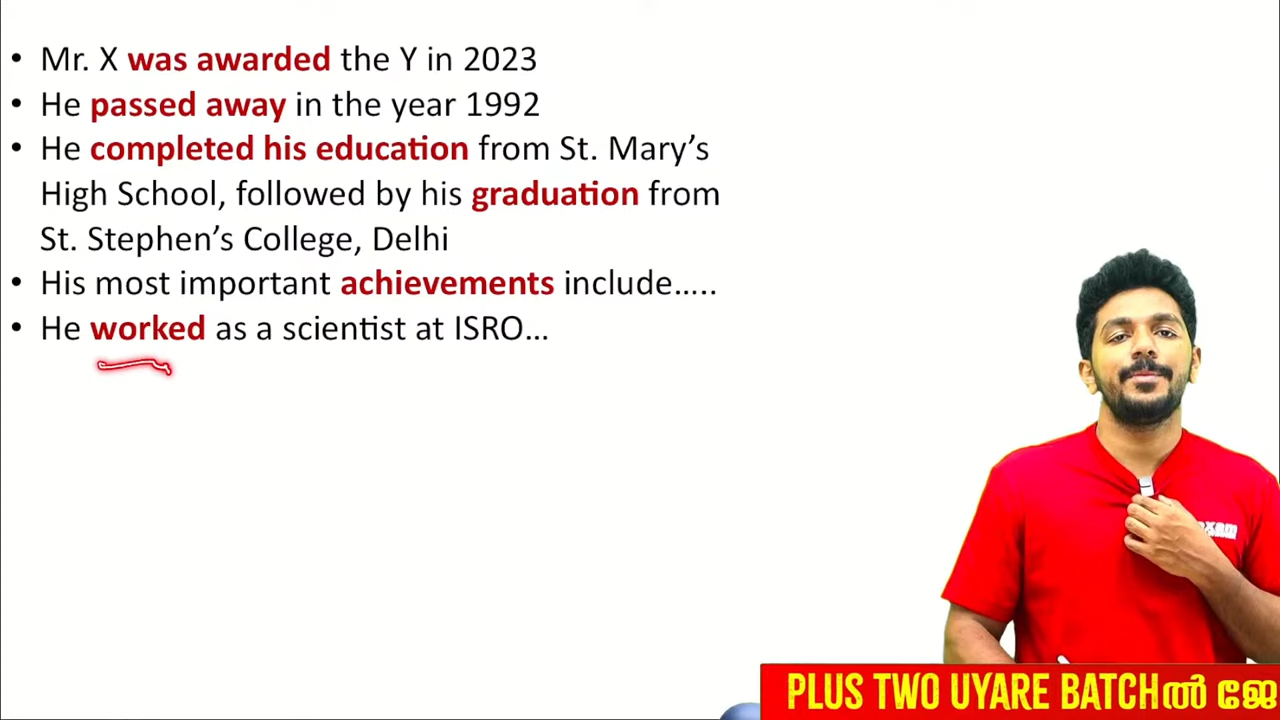 • Mr. X was awarded the Y in 2023
• He passed away in the year 1992
• He completed his education from St. Mary’s
High School, followed by his graduation from
St. Stephen’s College, Delhi
• His most important achievements include.....
• He worked as a scientist at ISRO...
exam
PLUS TWO UYARE BATCHൽ ജേ